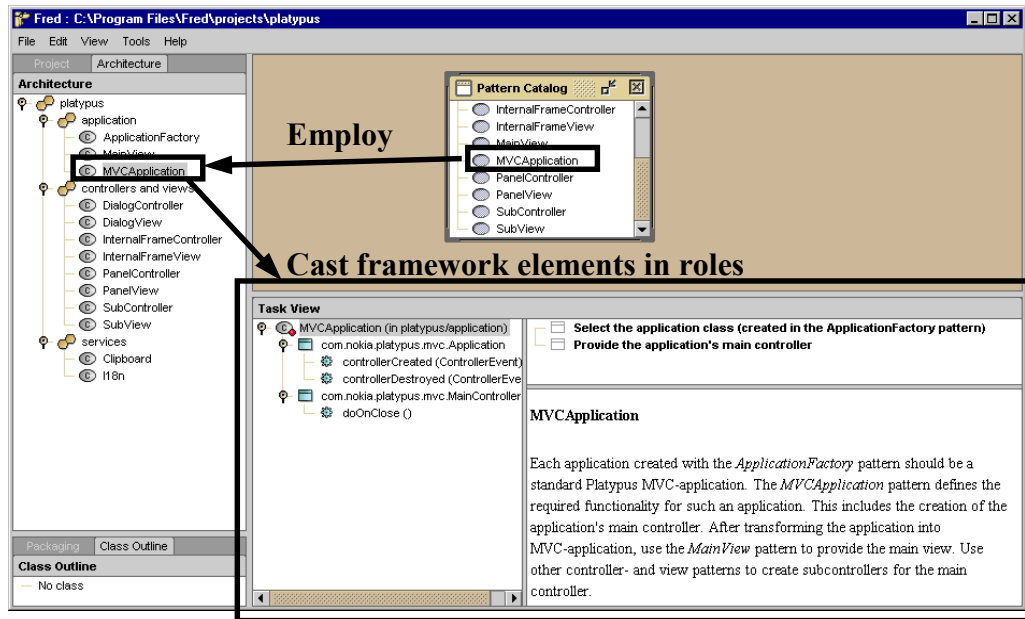 Fred : C:\Program Files\Fred\projects\platypus
File Edit View Tools Help
Project Architecture
Architecture
platypus
application
ApplicationFactory
MainView
MVCApplication
controllers and views
DialogController
DialogView
InternalFrameController
InternalFrameView
PanelController
PanelView
SubController
SubView
services
Clipboard
I18n
Packaging Class Outline
Class Outline
No class
Pattern Catalog
InternalFrameController
InternalFrameView
MainView
MVCApplication
PanelController
PanelView
SubController
SubView
Employ
Cast framework elements in roles
Task View
MVCApplication (in platypus/application)
com.nokia.platypus.mvc.Application
controllerCreated (ControllerEvent)
controllerDestroyed (ControllerEve
com.nokia.platypus.mvc.MainController
doOnClose ()
Select the application class (created in the ApplicationFactory pattern)
Provide the application's main controller
MVCApplication
Each application created with the ApplicationFactory pattern should be a
standard Platypus MVC-application. The MVCApplication pattern defines the
required functionality for such an application. This includes the creation of the
application's main controller. After transforming the application into
MVC-application, use the MainView pattern to provide the main view. Use
other controller- and view patterns to create subcontrollers for the main
controller.